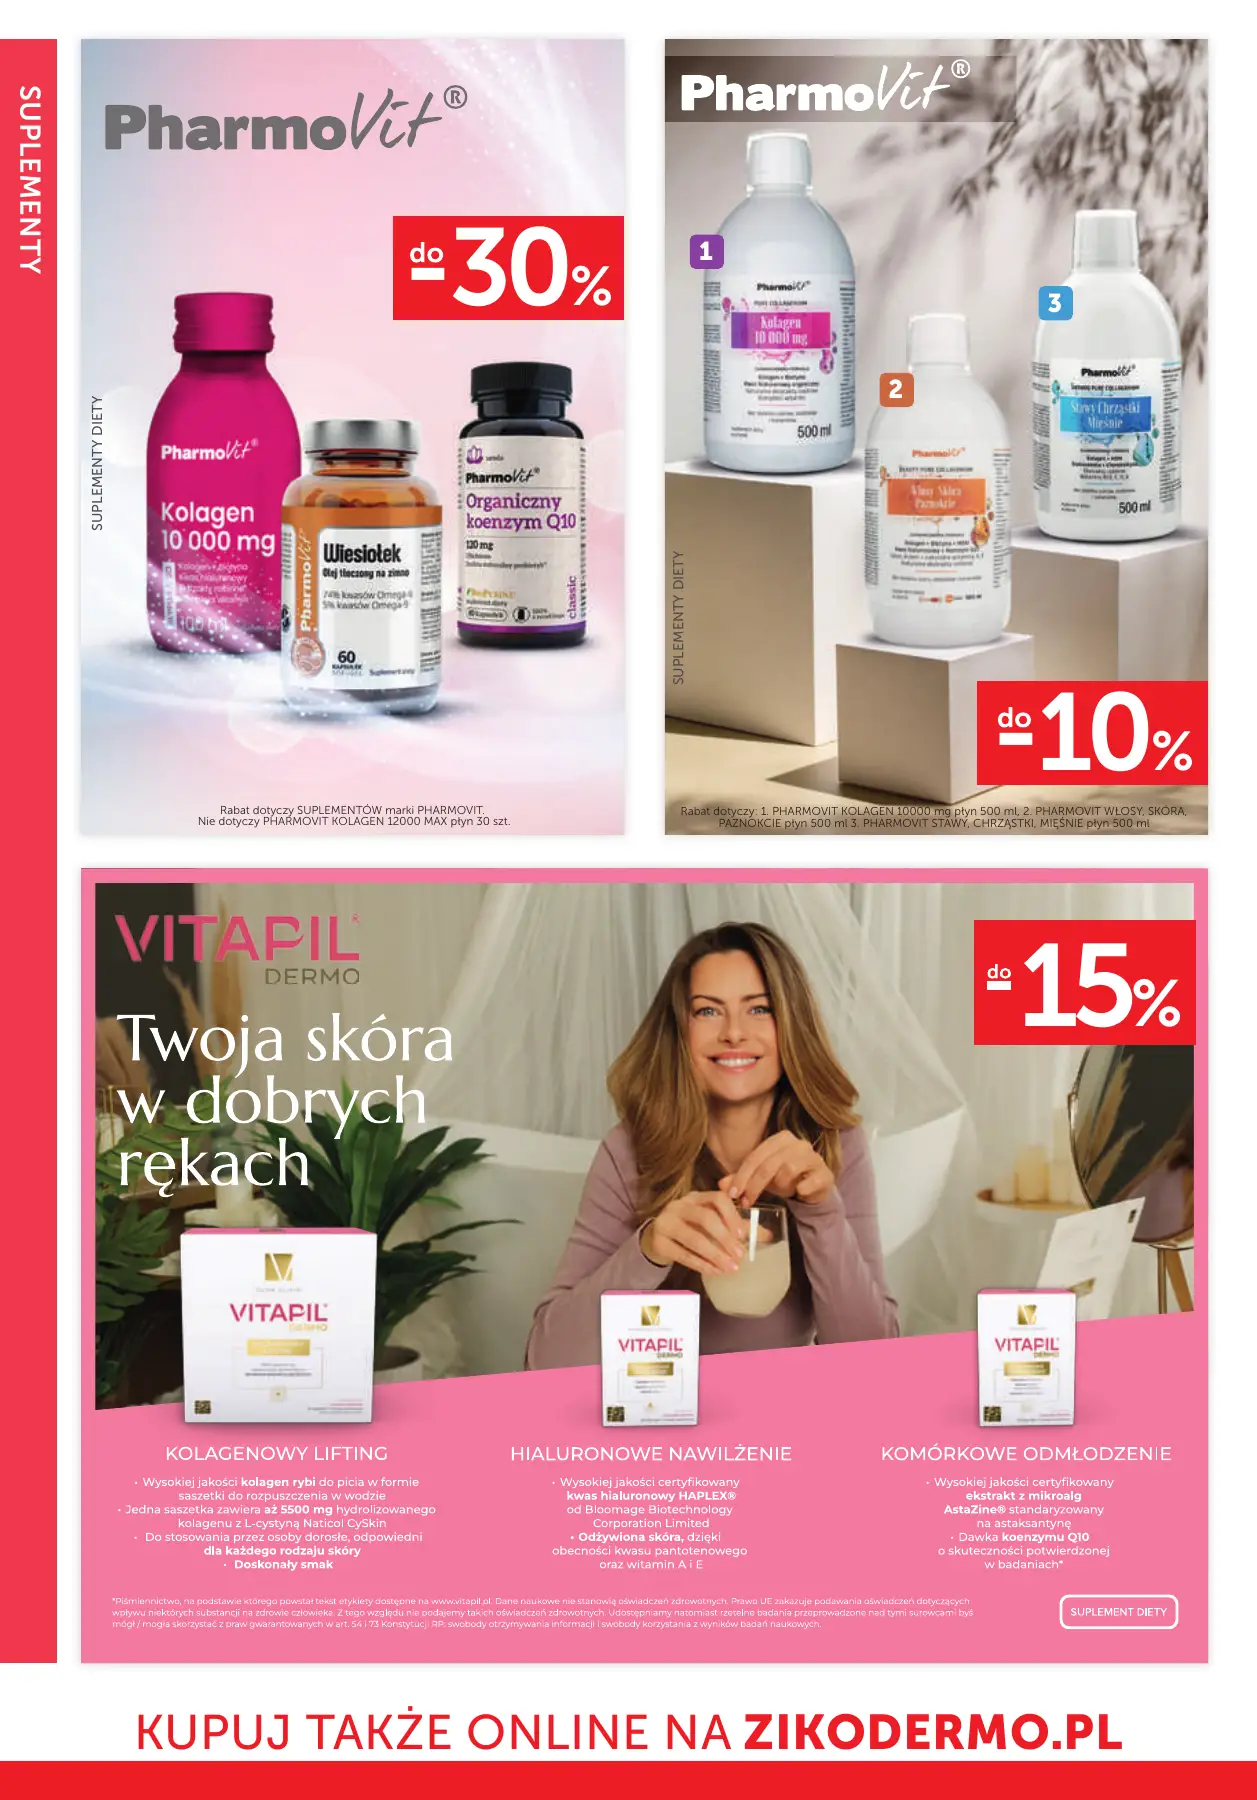 SUPLEMENTY
PharmoVit®
do
-30%
SUPLEMENTY DIETY
PharmoVit®
Kolagen
10 000 mg
PharmoVit
Wiesiołek
Olej tłoczony na zimno
74% kwasów Omega-6
5% kwasów Omega-9
60
KAPSUŁEK
Suplement diety
PharmoVit®
Organiczny
koenzym Q10
120 mg
classic
Rabat dotyczy SUPLEMENTÓW marki PHARMOVIT.
Nie dotyczy PHARMOVIT KOLAGEN 12000 MAX płyn 30 szt.
PharmoVit®
1
PharmoVit
Kolagen
10 000 mg
500 ml
2
PharmoVit
Włosy Skóra
Paznokcie
3
PharmoVit
Stawy Chrząstki
Mięśnie
500 ml
SUPLEMENTY DIETY
do
-10%
Rabat dotyczy: 1. PHARMOVIT KOLAGEN 10000 mg płyn 500 ml, 2. PHARMOVIT WŁOSY, SKÓRA,
PAZNOKCIE płyn 500 ml 3. PHARMOVIT STAWY, CHRZĄSTKI, MIĘŚNIE płyn 500 ml
VITAPIL®
DERMO
do
-15%
Twoja skóra
w dobrych
rękach
VITAPIL
DERMO
VITAPIL
DERMO
VITAPIL
DERMO
KOLAGENOWY LIFTING
• Wysokiej jakości kolagen rybi do picia w formie
saszetki do rozpuszczenia w wodzie
• Jedna saszetka zawiera aż 5500 mg hydrolizowanego
kolagenu z L-cystyną Naticol CySkin
• Do stosowania przez osoby dorosłe, odpowiedni
dla każdego rodzaju skóry
• Doskonały smak
HIALURONOWE NAWILŻENIE
• Wysokiej jakości certyfikowany
kwas hialuronowy HAPLEX®
od Bloomage Biotechnology
Corporation Limited
• Odżywiona skóra, dzięki
obecności kwasu pantotenowego
oraz witamin A i E
KOMÓRKOWE ODMŁODZENIE
• Wysokiej jakości certyfikowany
ekstrakt z mikroalg
AstaZine® standaryzowany
na astaksantynę
• Dawka koenzymu Q10
o skuteczności potwierdzonej
w badaniach*
*Piśmiennictwo, na podstawie którego powstał tekst etykiety dostępne na www.vitapil.pl. Dane naukowe nie stanowią oświadczeń zdrowotnych. Prawo UE zakazuje podawania oświadczeń dotyczących
wpływu niektórych substancji na zdrowie człowieka. Z tego względu nie podajemy takich oświadczeń zdrowotnych. Udostępniamy natomiast rzetelne badania przeprowadzone nad tymi surowcami byś
mógł / mogła skorzystać z praw gwarantowanych w art. 54 i 73 Konstytucji RP: swobody otrzymywania informacji i swobody korzystania z wyników badań naukowych.
SUPLEMENT DIETY
KUPUJ TAKŻE ONLINE NA ZIKODERMO.PL